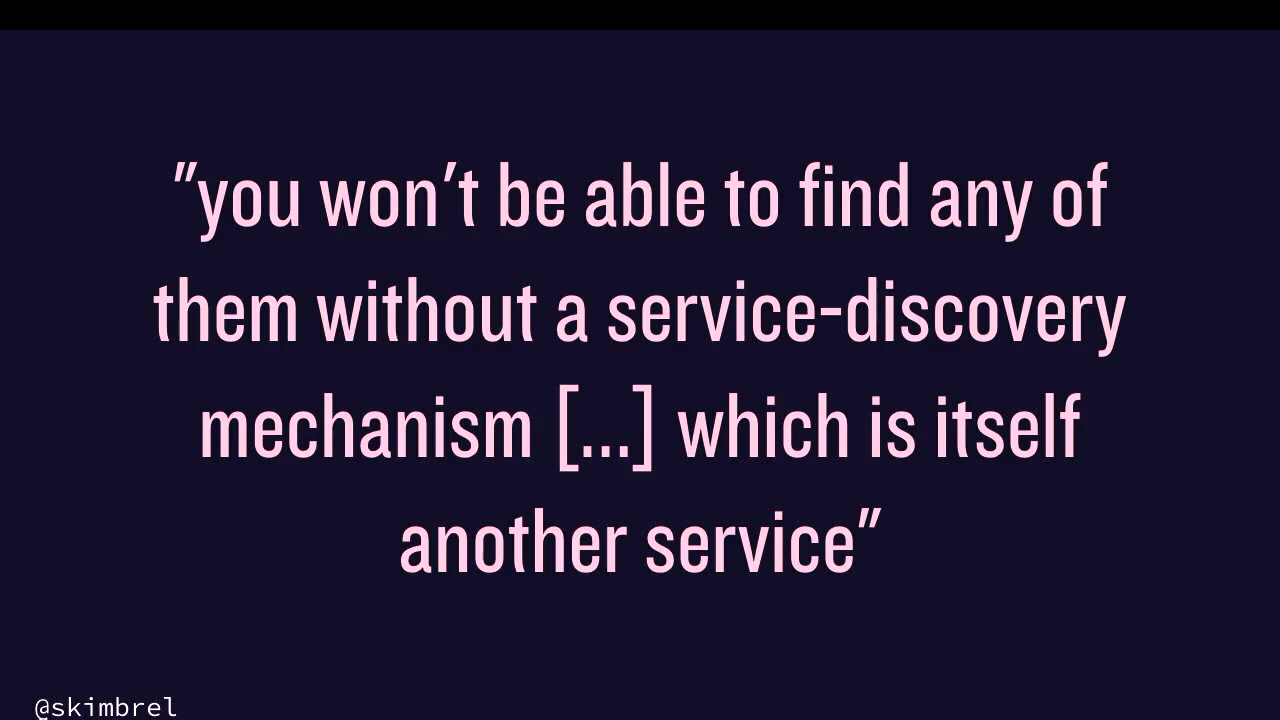 "you won't be able to find any of
them without a service-discovery
mechanism [...] which is itself
another service"
@skimbrel